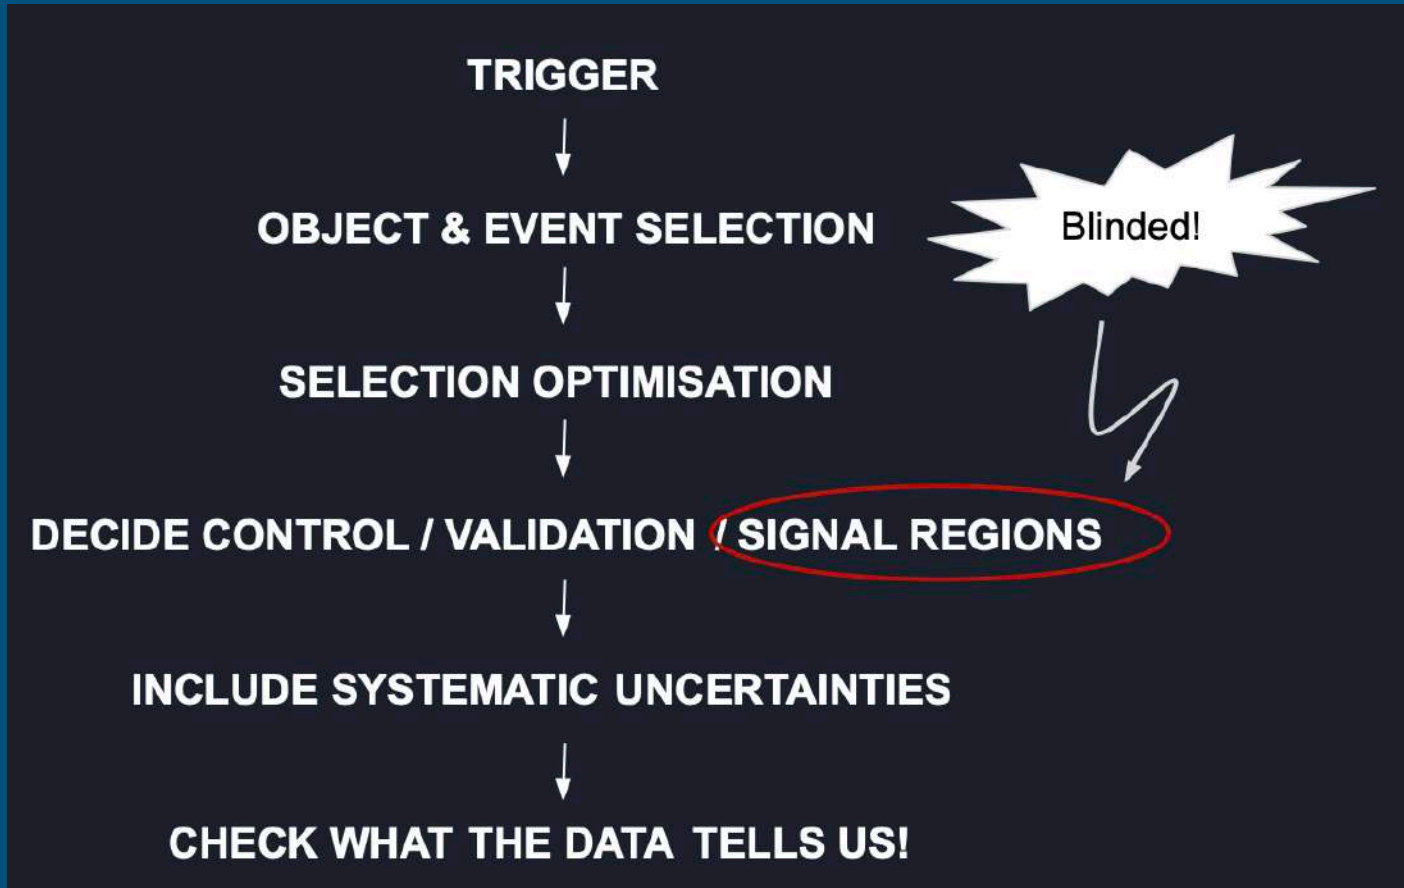 TRIGGER
OBJECT & EVENT SELECTION
Blinded!
SELECTION OPTIMISATION
DECIDE CONTROL / VALIDATION / SIGNAL REGIONS
INCLUDE SYSTEMATIC UNCERTAINTIES
CHECK WHAT THE DATA TELLS US!